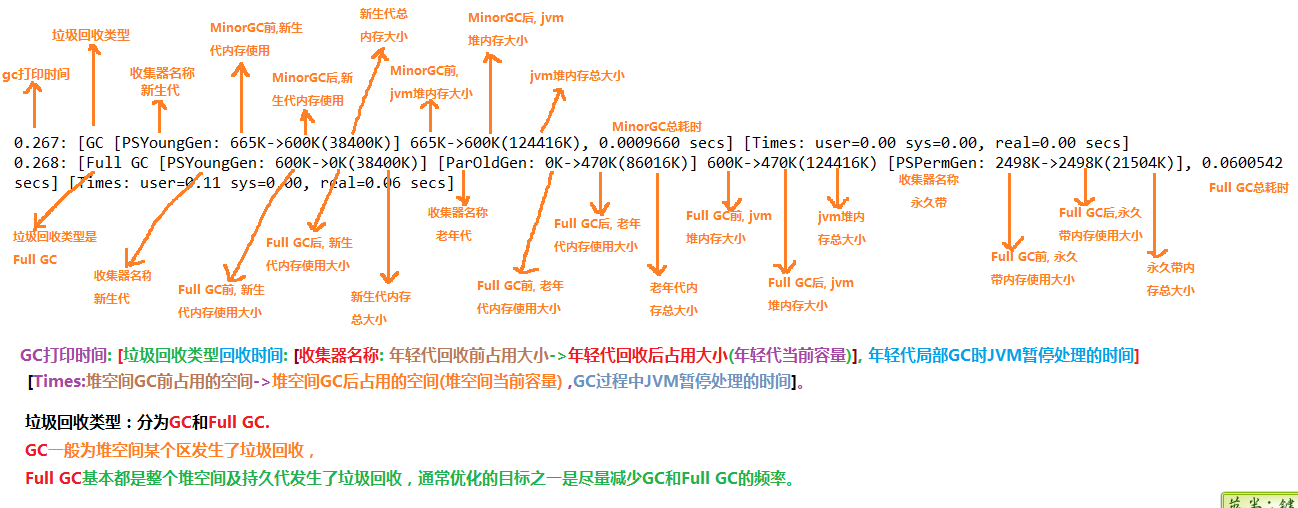 垃圾回收类型
MinorGC前,新生
代内存使用
新生代总
内存大小
MinorGC后, jvm
堆内存大小
gc打印时间
收集器名称
新生代
MinorGC后,新
生代内存使用
MinorGC前,
jvm堆内存大小
jvm堆内存总大小
MinorGC总耗时
0.267: [GC [PSYoungGen: 665K->600K(38400K)] 665K->600K(124416K), 0.0009660 secs] [Times: user=0.00 sys=0.00, real=0.00 secs]
0.268: [Full GC [PSYoungGen: 600K->0K(38400K)] [ParOldGen: 0K->470K(86016K)] 600K->470K(124416K) [PSPermGen: 2498K->2498K(21504K)], 0.0600542
secs] [Times: user=0.11 sys=0.00, real=0.06 secs]
收集器名称
永久带
Full GC总耗时
垃圾回收类型是
Full GC
收集器名称
新生代
Full GC前, 新生
代内存使用大小
Full GC后, 新生
代内存使用大小
新生代内存
总大小
收集器名称
老年代
Full GC前, 老年
代内存使用大小
Full GC后, 老年
代内存使用大小
老年代内
存总大小
Full GC前, jvm
堆内存大小
Full GC后, jvm
堆内存大小
jvm堆内
存总大小
Full GC前, 永久
带内存使用大小
Full GC后,永久
带内存使用大小
永久带内
存总大小
GC打印时间: [垃圾回收类型回收时间: [收集器名称: 年轻代回收前占用大小->年轻代回收后占用大小(年轻代当前容量)], 年轻代局部GC时JVM暂停处理的时间]
[Times:堆空间GC前占用的空间->堆空间GC后占用的空间(堆空间当前容量) ,GC过程中JVM暂停处理的时间]。
垃圾回收类型：分为GC和Full GC.
GC一般为堆空间某个区发生了垃圾回收，
Full GC基本都是整个堆空间及持久代发生了垃圾回收，通常优化的目标之一是尽量减少GC和Full GC的频率。